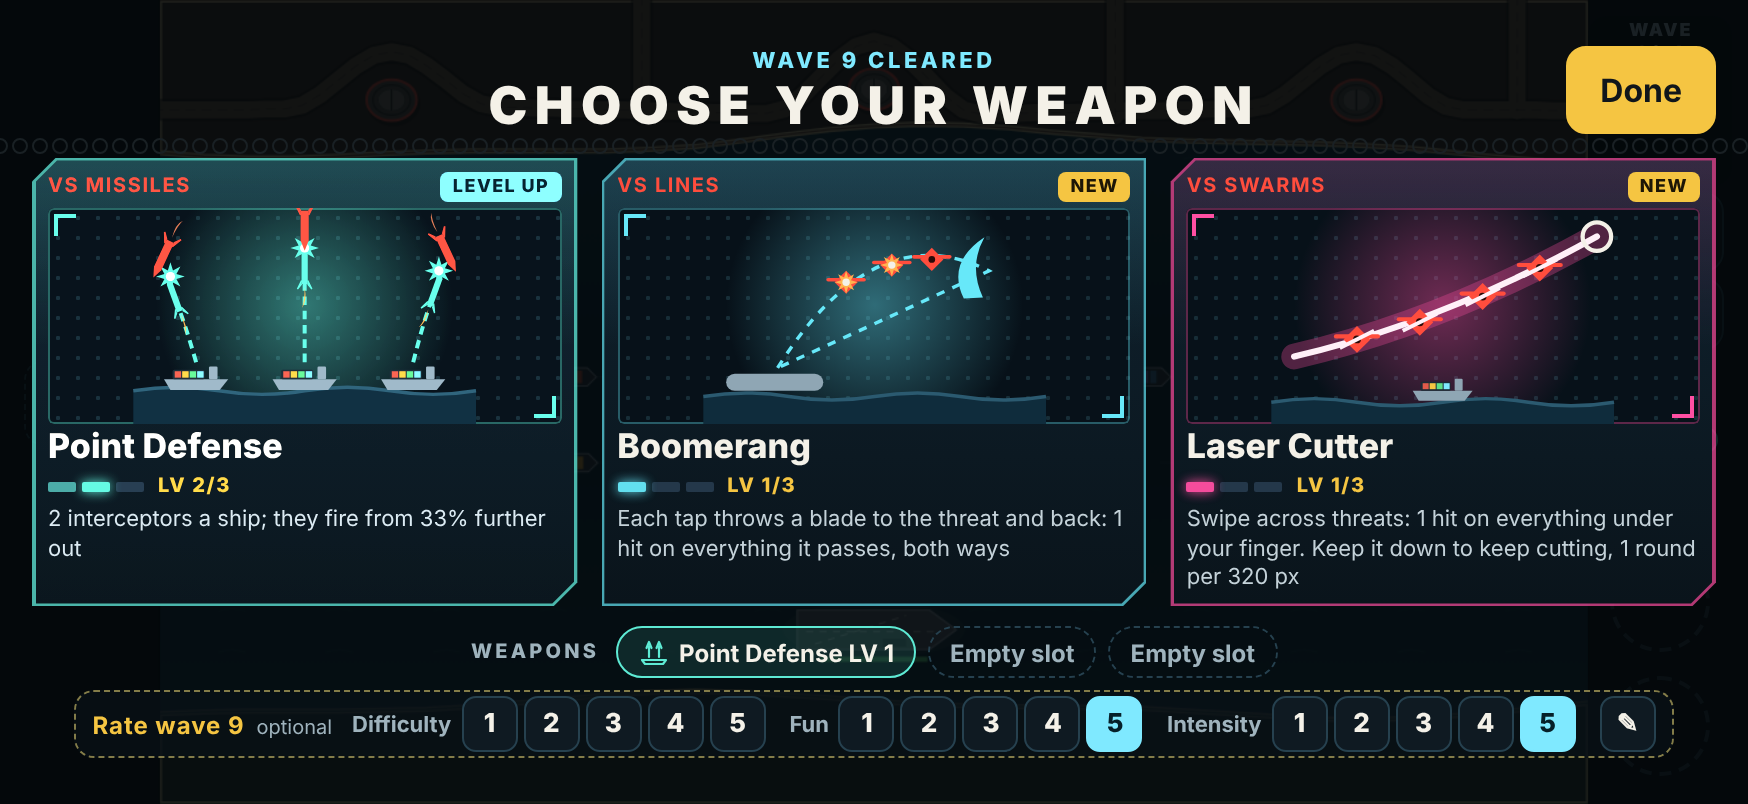 WAVE
WAVE 9 CLEARED
CHOOSE YOUR WEAPON
Done
VS MISSILES
LEVEL UP
Point Defense
LV 2/3
2 interceptors a ship; they fire from 33% further
out
VS LINES
NEW
Boomerang
LV 1/3
Each tap throws a blade to the threat and back: 1
hit on everything it passes, both ways
VS SWARMS
NEW
Laser Cutter
LV 1/3
Swipe across threats: 1 hit on everything under
your finger. Keep it down to keep cutting, 1 round
per 320 px
WEAPONS Point Defense LV 1 Empty slot Empty slot
Rate wave 9 optional Difficulty 1 2 3 4 5 Fun 1 2 3 4 5 Intensity 1 2 3 4 5 ✎